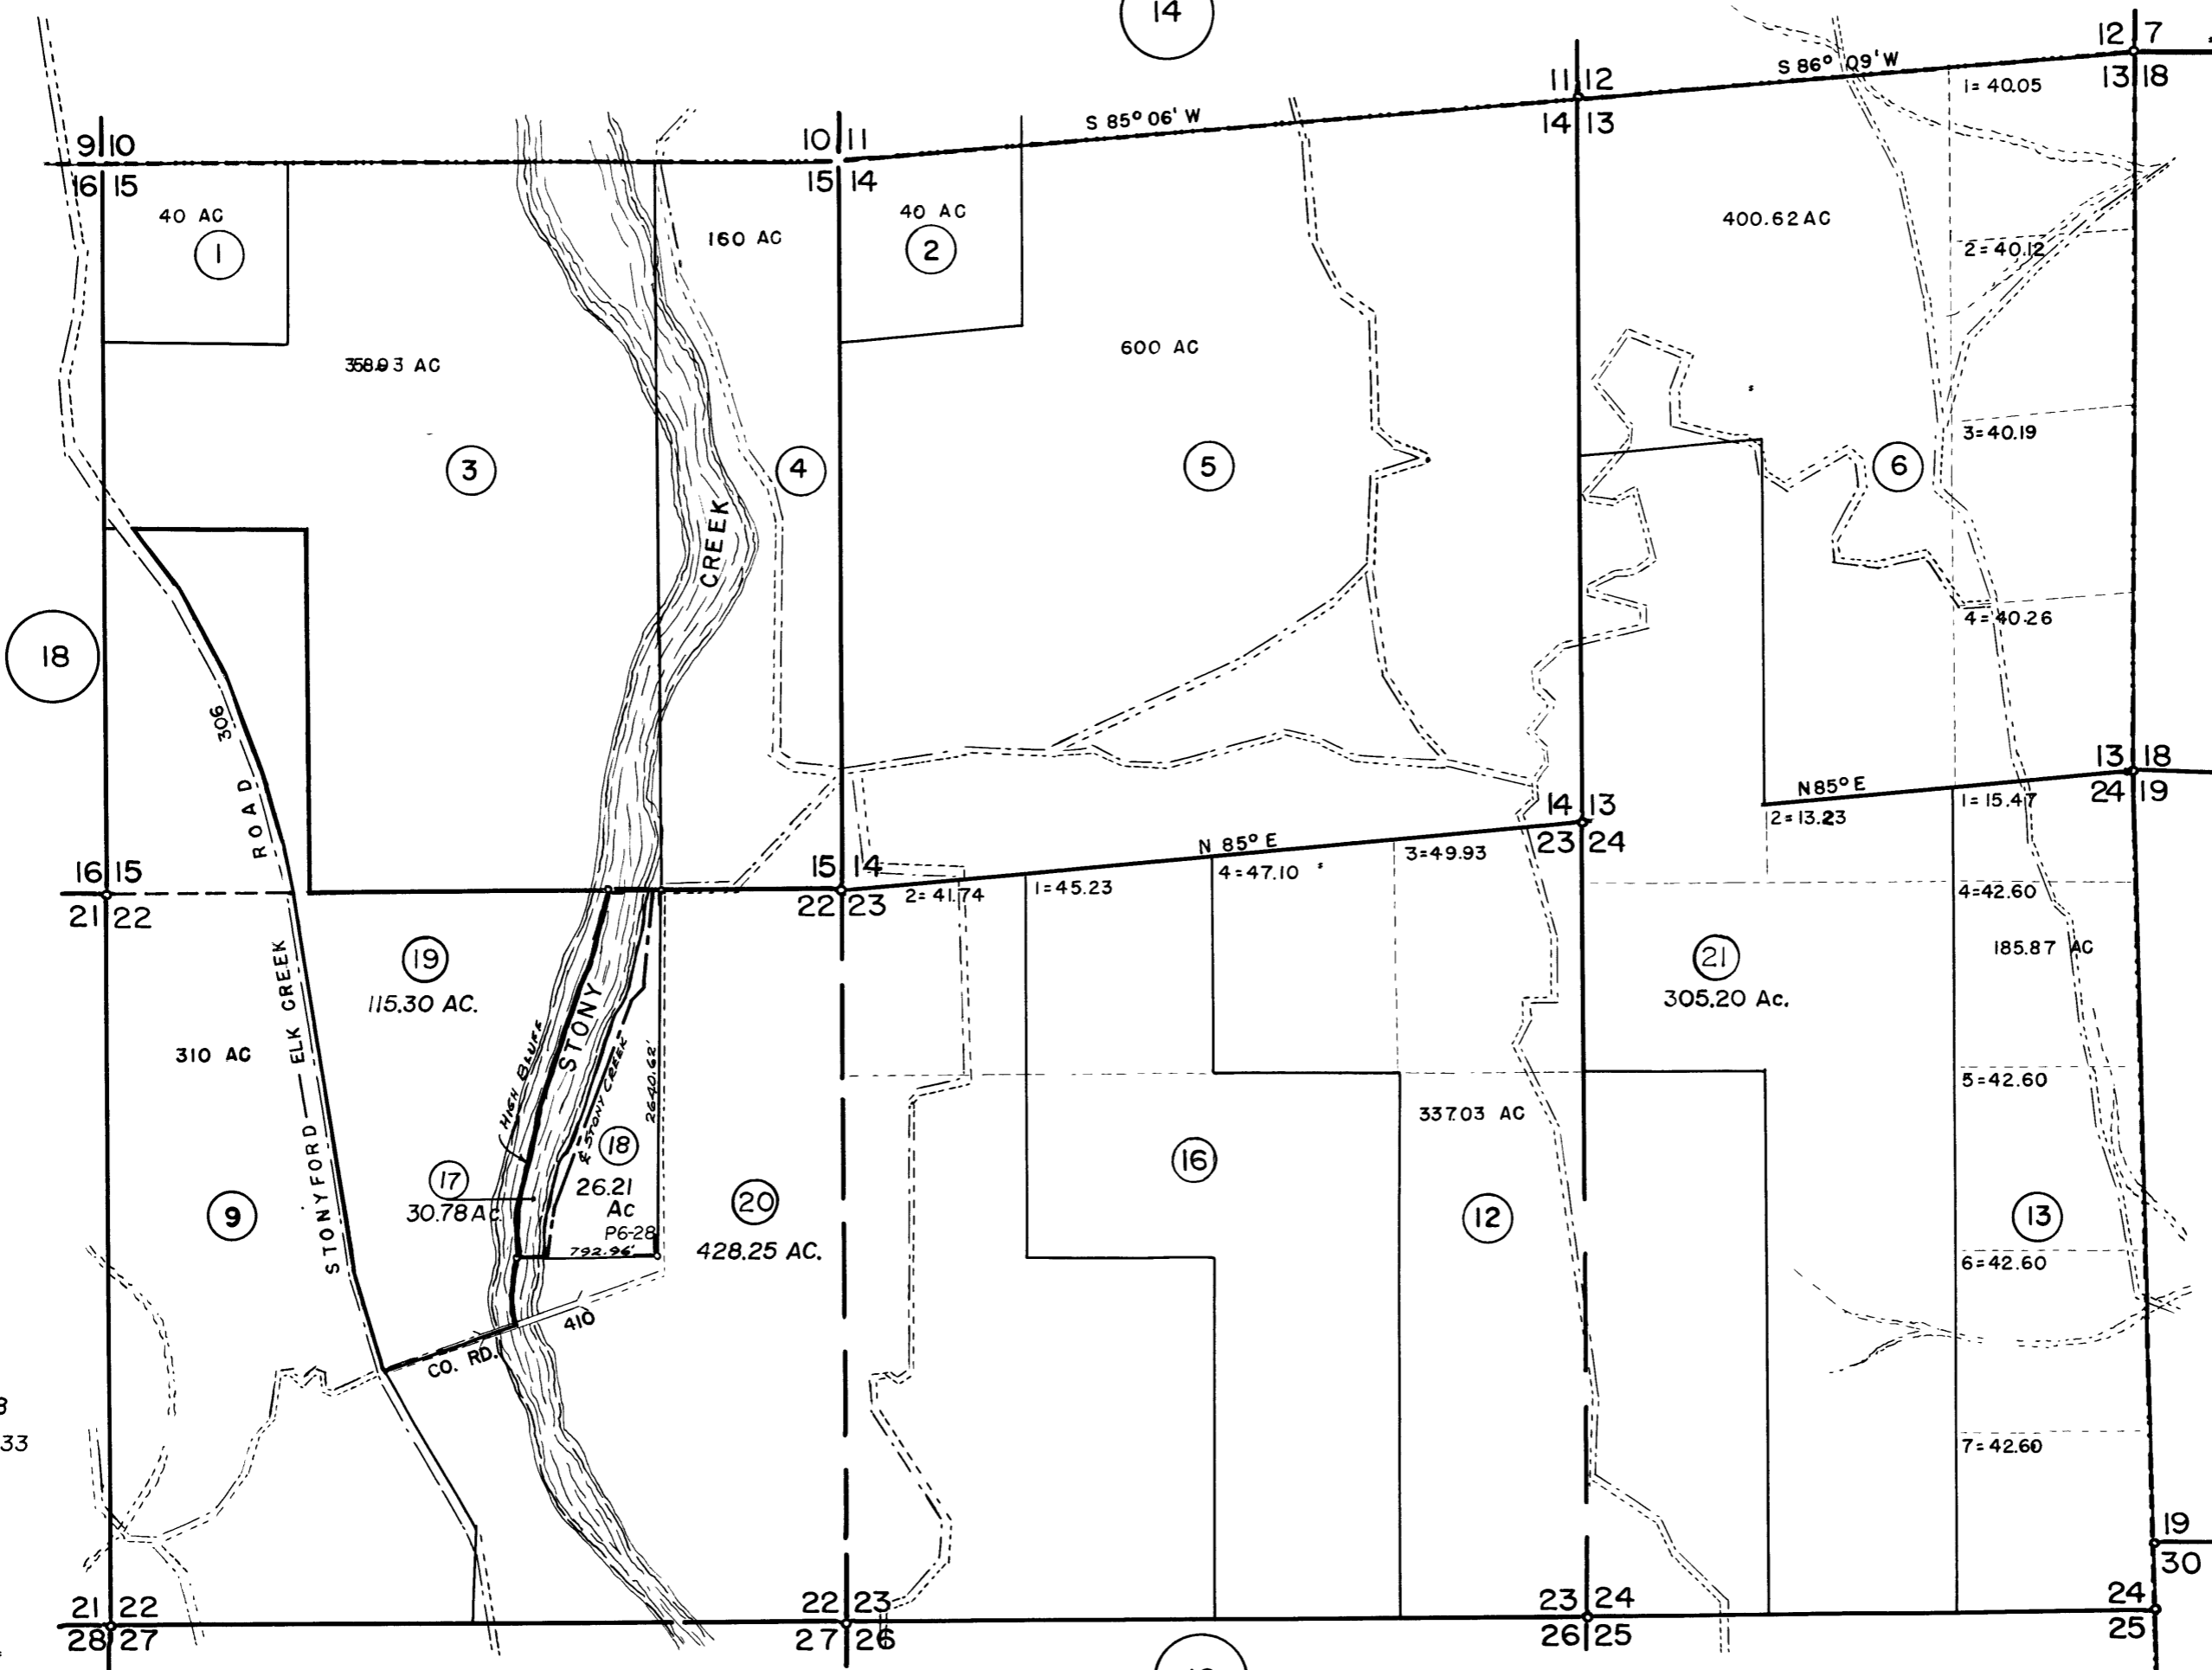 14
12 7
S 86° 09' W
11 12
13 18
1= 40.05
S 85° 06' W
14 13
9 10
10 11
16 15
15 14
40 AC
160 AC
40 AC
400.62 AC
1
2
2= 40.12
600 AC
358.93 AC
3=40.19
3
4
5
6
CREEK
4=40.26
18
306
ROAD
13 18
N85°E
24 19
1=15.47
14 13
2=13.23
N 85° E
23 24
3=49.93
16 15
15 14
4=47.10
21 22
22 23
2= 41.74
1=45.23
4=42.60
19
21
185.87 AC
115.30 AC.
305.20 Ac.
STONY
ELK CREEK
HIGH BLUFF
℄ STONY CREEK
2640.62'
310 AC
5=42.60
337.03 AC
18
16
17
26.21
Ac
30.78 AC.
20
9
12
13
P6-28
STONYFORD
792.96'
428.25 AC.
6=42.60
410
CO. RD.
33
7=42.60
19
30
21 22
22 23
23 24
24
28 27
27 26
26 25
25